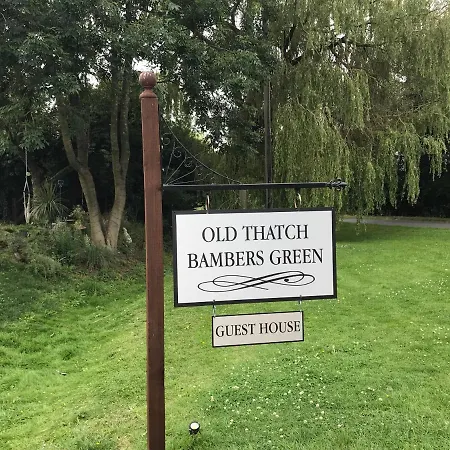 OLD THATCH
BAMBERS GREEN
GUEST HOUSE